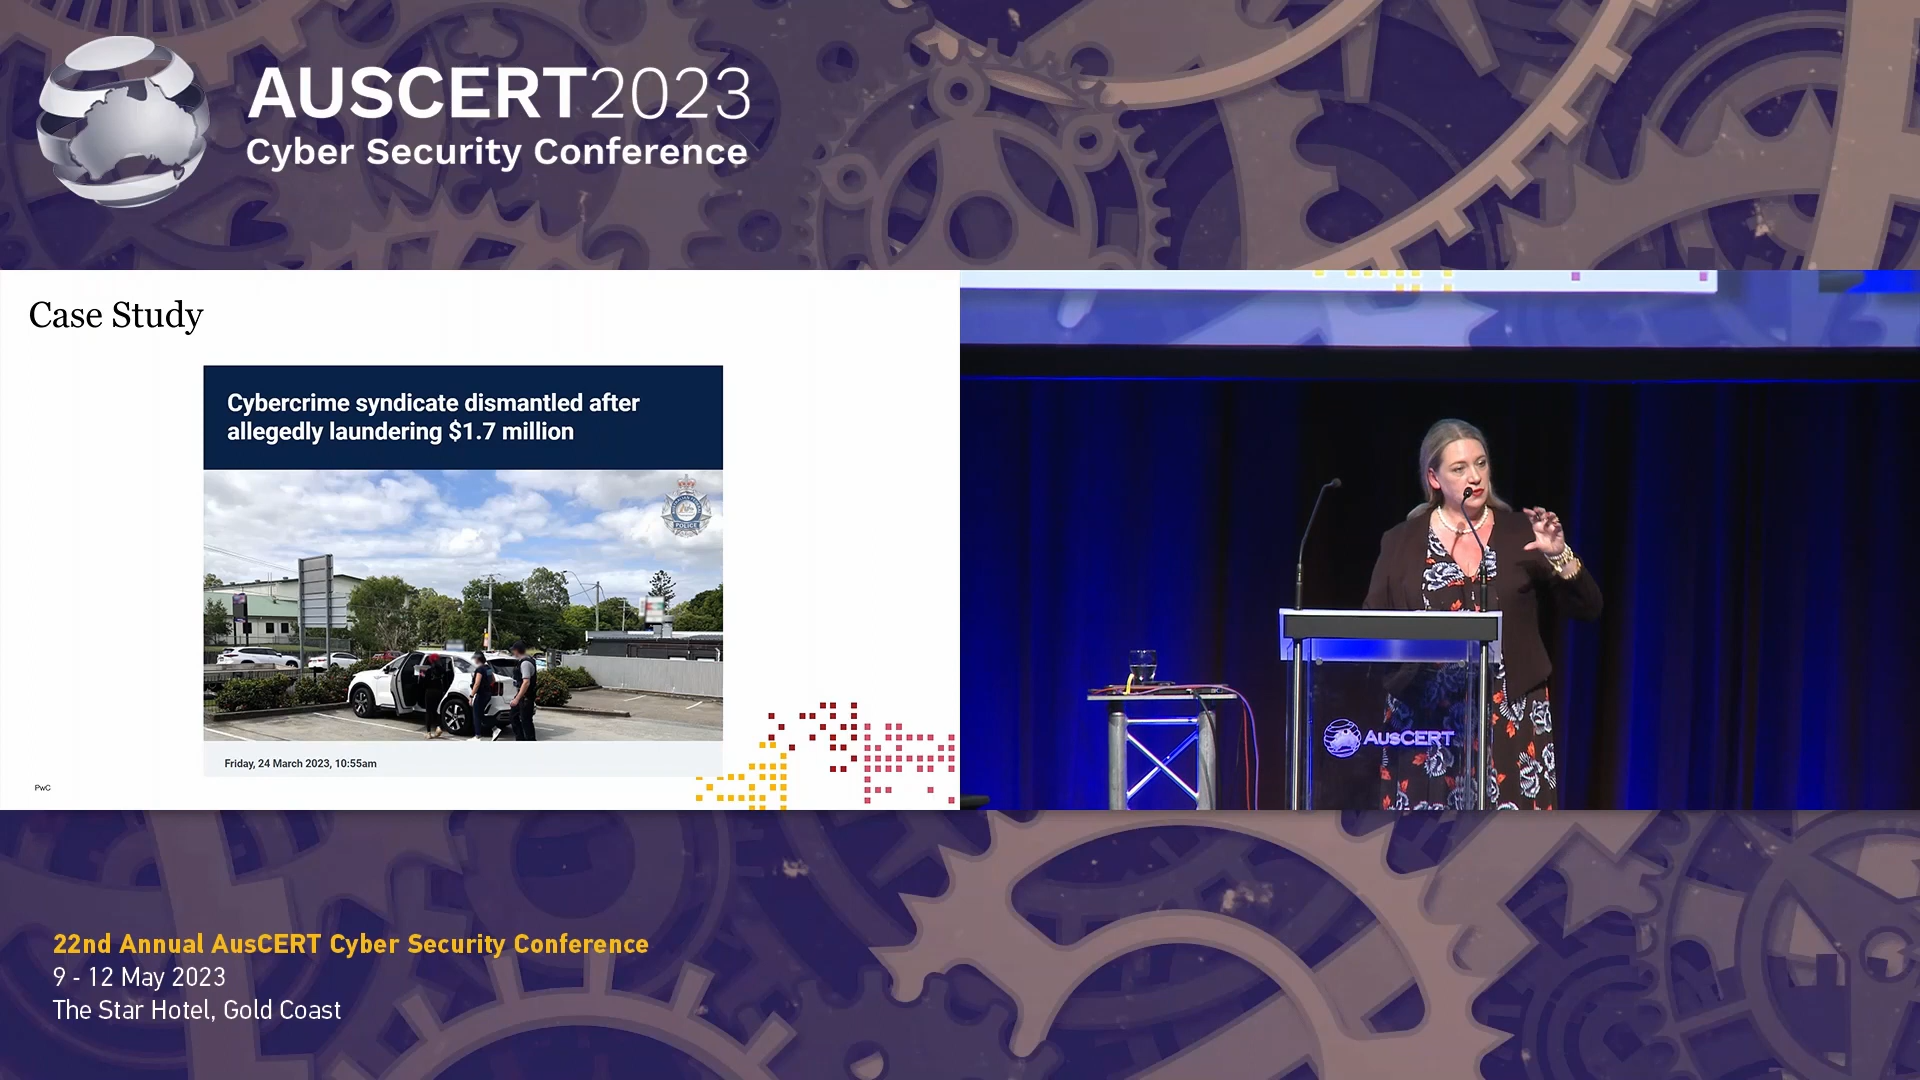 AUSCERT2023
Cyber Security Conference
Case Study
Cybercrime syndicate dismantled after
allegedly laundering $1.7 million
POLICE
Friday, 24 March 2023, 10:55am
PwC
AusCERT
22nd Annual AusCERT Cyber Security Conference
9 - 12 May 2023
The Star Hotel, Gold Coast